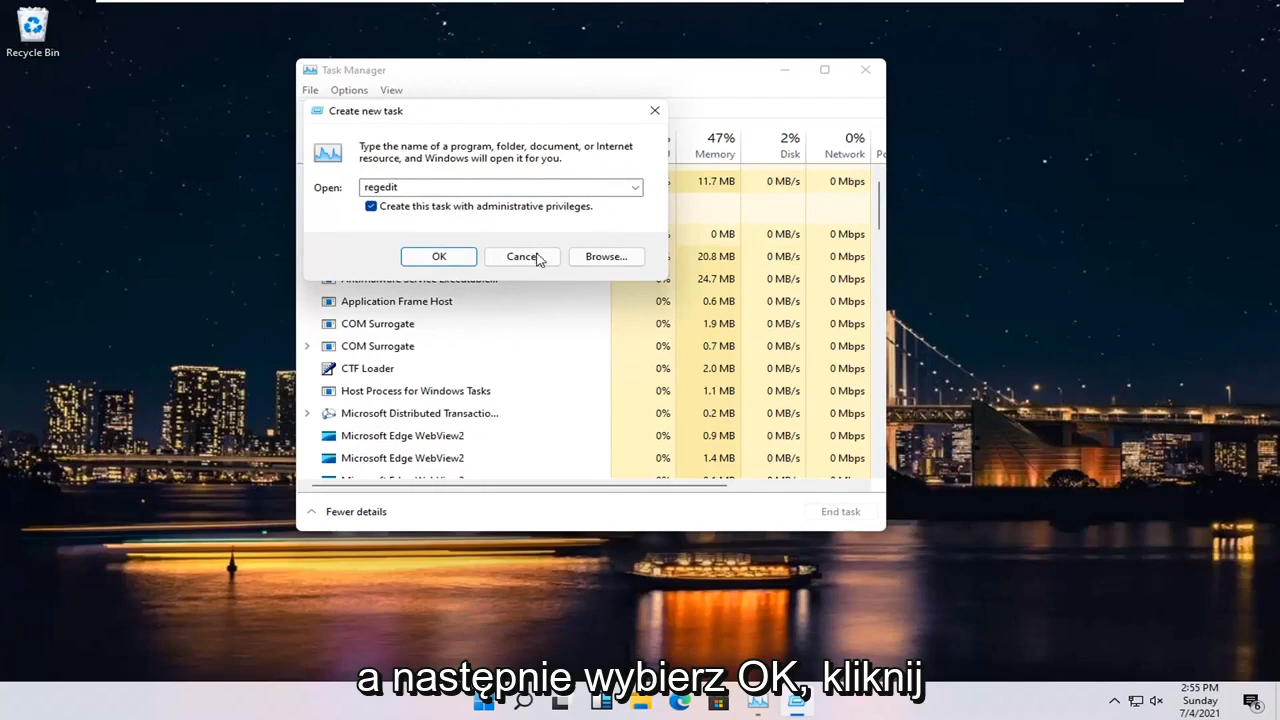 Recycle Bin
Task Manager
File Options View
Create new task
Type the name of a program, folder, document, or Internet
resource, and Windows will open it for you.
Open: regedit
Create this task with administrative privileges.
OK Cancel Browse...
47% 2% 0%
Memory Disk Network
11.7 MB 0 MB/s 0 Mbps
0 MB 0 MB/s 0 Mbps
20.8 MB 0 MB/s 0 Mbps
24.7 MB 0 MB/s 0 Mbps
Application Frame Host 0% 0.6 MB 0 MB/s 0 Mbps
COM Surrogate 0% 1.9 MB 0 MB/s 0 Mbps
COM Surrogate 0% 0.7 MB 0 MB/s 0 Mbps
CTF Loader 0% 2.0 MB 0 MB/s 0 Mbps
Host Process for Windows Tasks 0% 1.1 MB 0 MB/s 0 Mbps
Microsoft Distributed Transactio... 0% 0.2 MB 0 MB/s 0 Mbps
Microsoft Edge WebView2 0% 0.9 MB 0 MB/s 0 Mbps
Microsoft Edge WebView2 0% 1.4 MB 0 MB/s 0 Mbps
Fewer details End task
a następnie wybierz OK, kliknij
2:55 PM
Sunday
7/4/2021
6